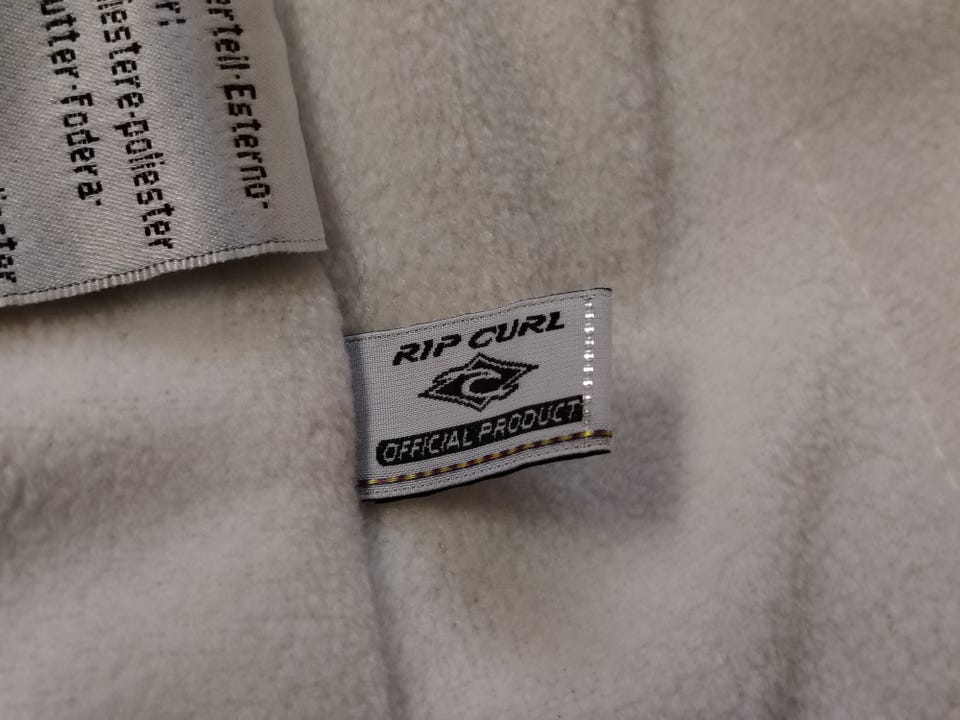 erteil·Esterno·
iestere·poliester
utter·Fodera·
RIP CURL
OFFICIAL PRODUCT